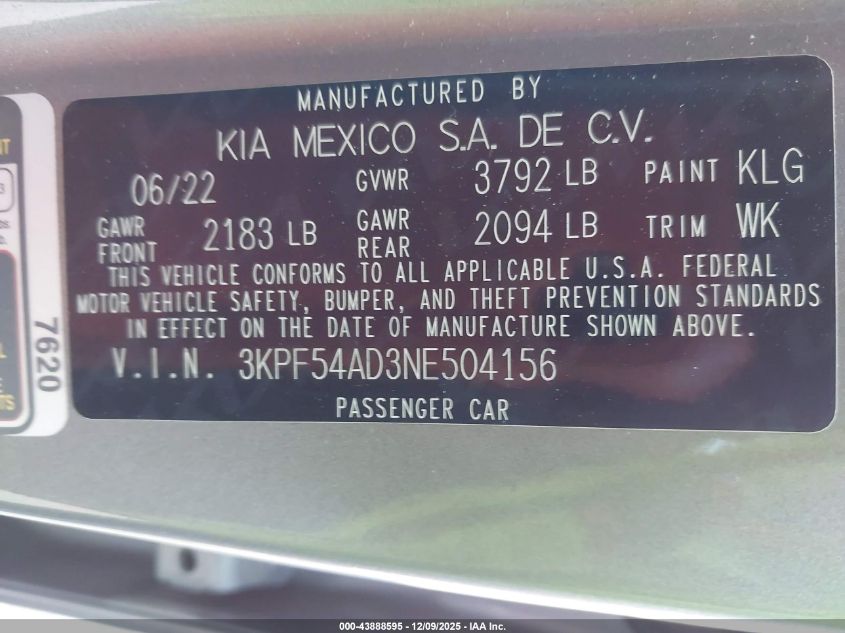 MANUFACTURED BY
KIA MEXICO S.A. DE C.V.
06/22 GVWR 3792 LB PAINT KLG
GAWR FRONT 2183 LB GAWR REAR 2094 LB TRIM WK
THIS VEHICLE CONFORMS TO ALL APPLICABLE U.S.A. FEDERAL
MOTOR VEHICLE SAFETY, BUMPER, AND THEFT PREVENTION STANDARDS
IN EFFECT ON THE DATE OF MANUFACTURE SHOWN ABOVE.
V.I.N. 3KPF54AD3NE504156
PASSENGER CAR
7620
000-43888595 - 12/09/2025 - IAA Inc.